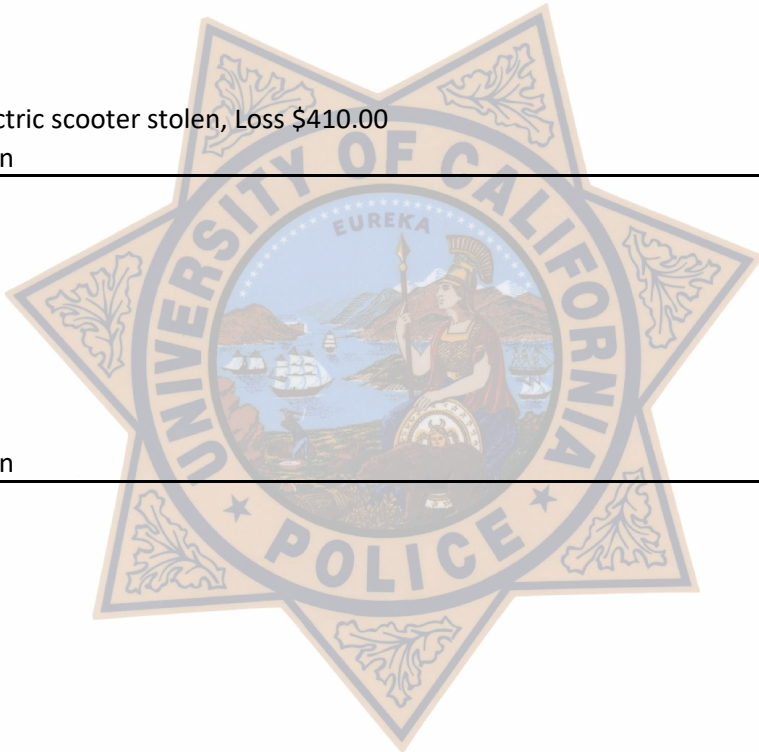 ctric scooter stolen, Loss $410.00
n
n
UNIVERSITY OF CALIFORNIA
EUREKA
POLICE